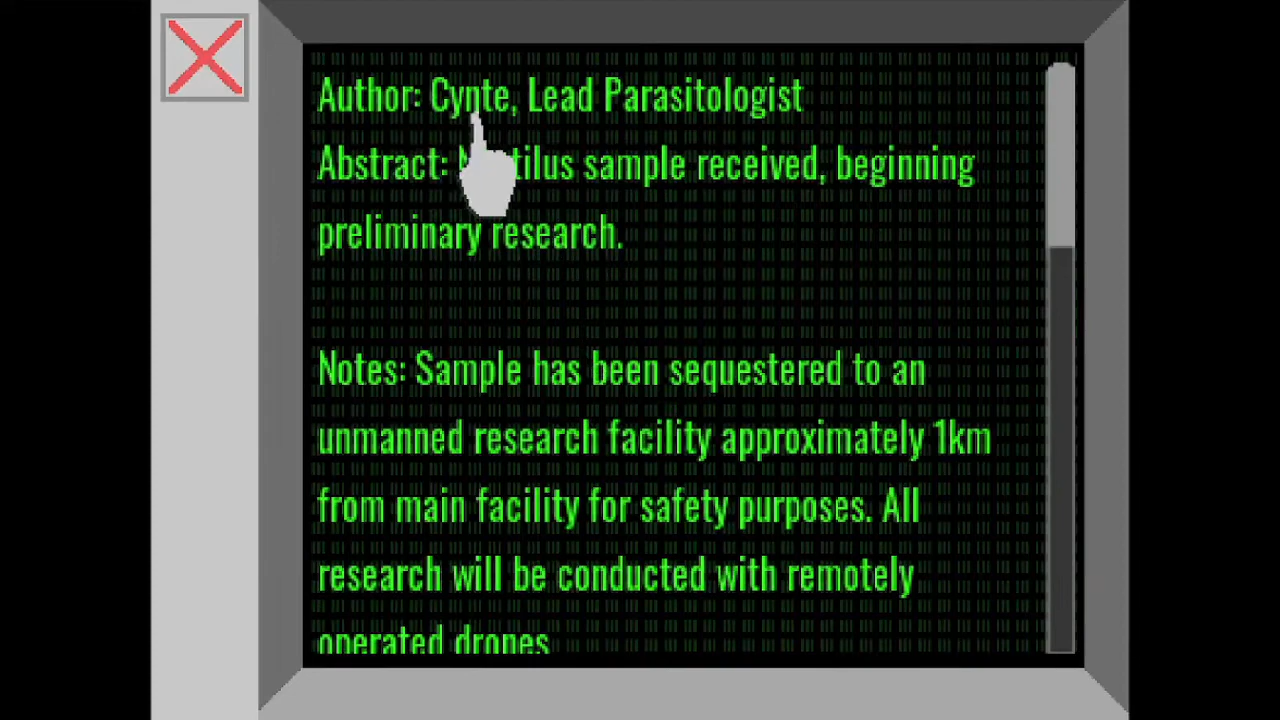 Author: Cynte, Lead Parasitologist
Abstract: sample received, beginning
preliminary research.
Notes: Sample has been sequestered to an
unmanned research facility approximately 1km
from main facility for safety purposes. All
research will be conducted with remotely
operated drones